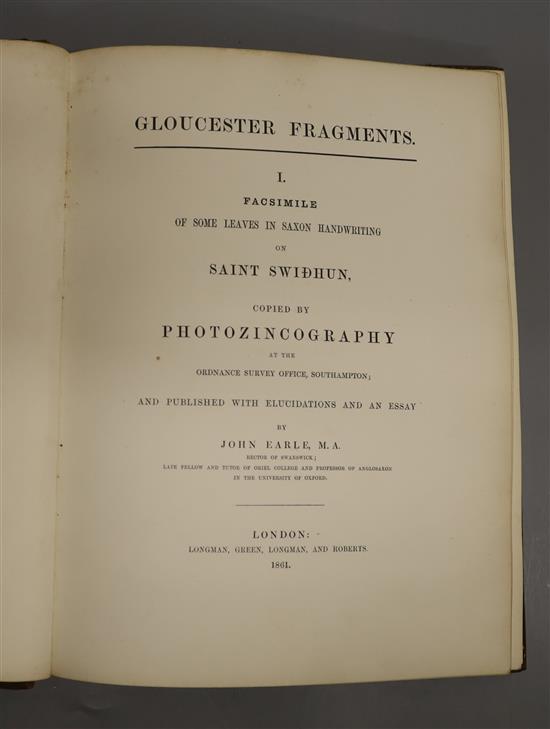 GLOUCESTER FRAGMENTS.
I.
FACSIMILE
OF SOME LEAVES IN SAXON HANDWRITING
ON
SAINT SWIÐHUN,
COPIED BY
PHOTOZINCOGRAPHY
AT THE
ORDNANCE SURVEY OFFICE, SOUTHAMPTON;
AND PUBLISHED WITH ELUCIDATIONS AND AN ESSAY
BY
JOHN EARLE, M.A.
RECTOR OF SWANSWICK;
LATE FELLOW AND TUTOR OF ORIEL COLLEGE AND PROFESSOR OF ANGLOSAXON
IN THE UNIVERSITY OF OXFORD.
LONDON:
LONGMAN, GREEN, LONGMAN, AND ROBERTS.
1861.